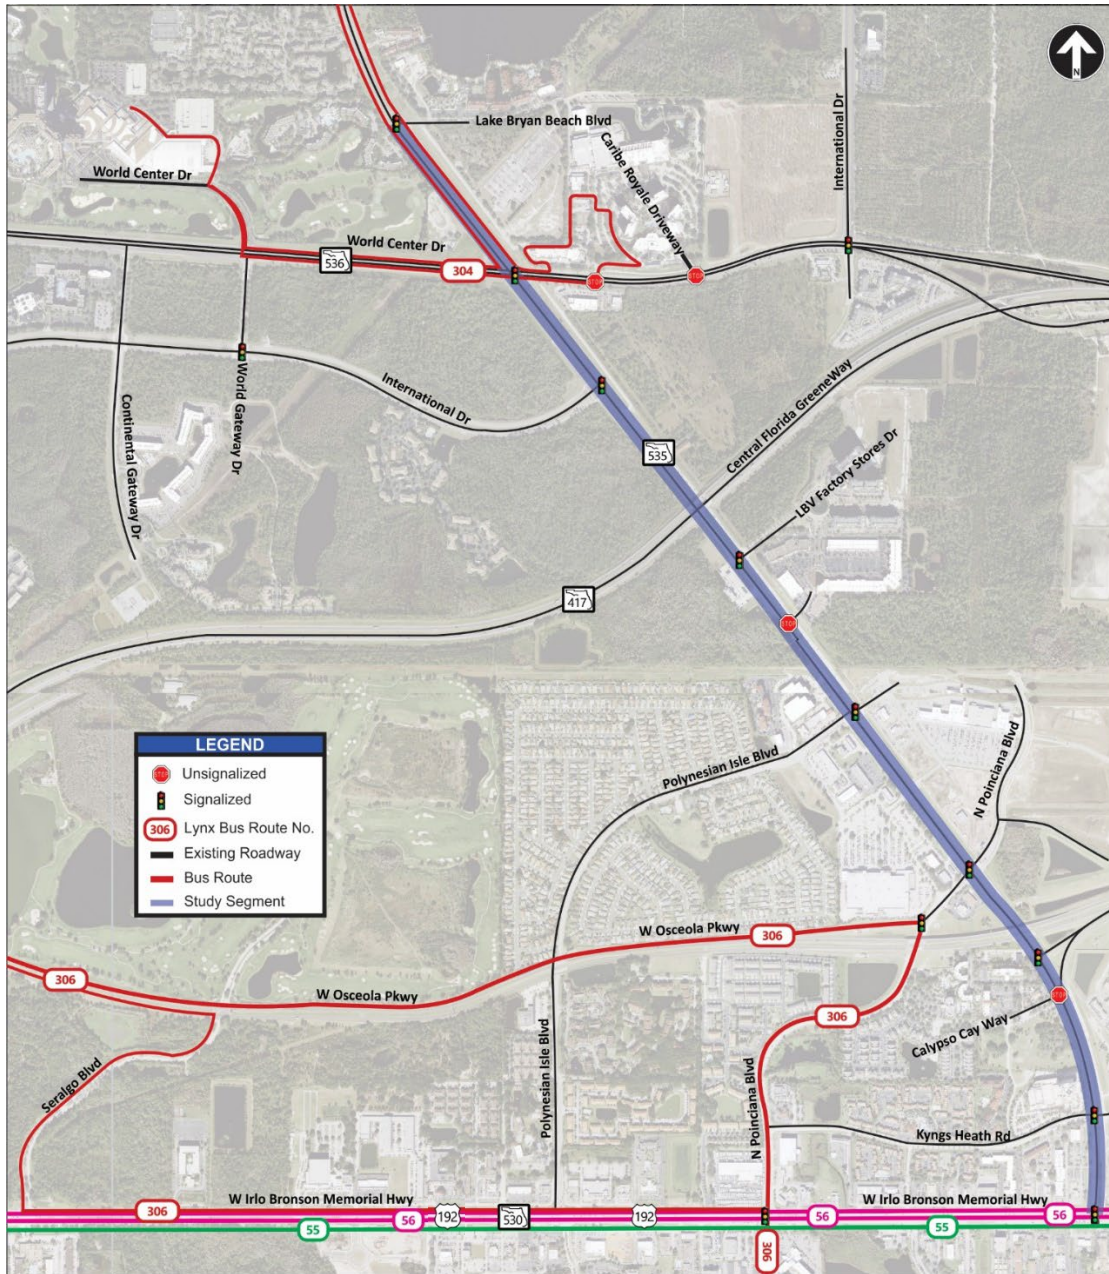 N
Lake Bryan Beach Blvd
International Dr
Caribe Royale Driveway
World Center Dr
World Center Dr
536
304
STOP
STOP
International Dr
World Gateway Dr
Continental Gateway Dr
535
Central Florida GreeneWay
LBV Factory Stores Dr
417
STOP
LEGEND
STOP Unsignalized
Signalized
306 Lynx Bus Route No.
Existing Roadway
Bus Route
Study Segment
Polynesian Isle Blvd
N Poinciana Blvd
W Osceola Pkwy
306
306
W Osceola Pkwy
306
STOP
Calypso Cay Way
Seralgo Blvd
Polynesian Isle Blvd
N Poinciana Blvd
Kyngs Heath Rd
W Irlo Bronson Memorial Hwy
W Irlo Bronson Memorial Hwy
306
56
192
530
192
56
56
55
55
306